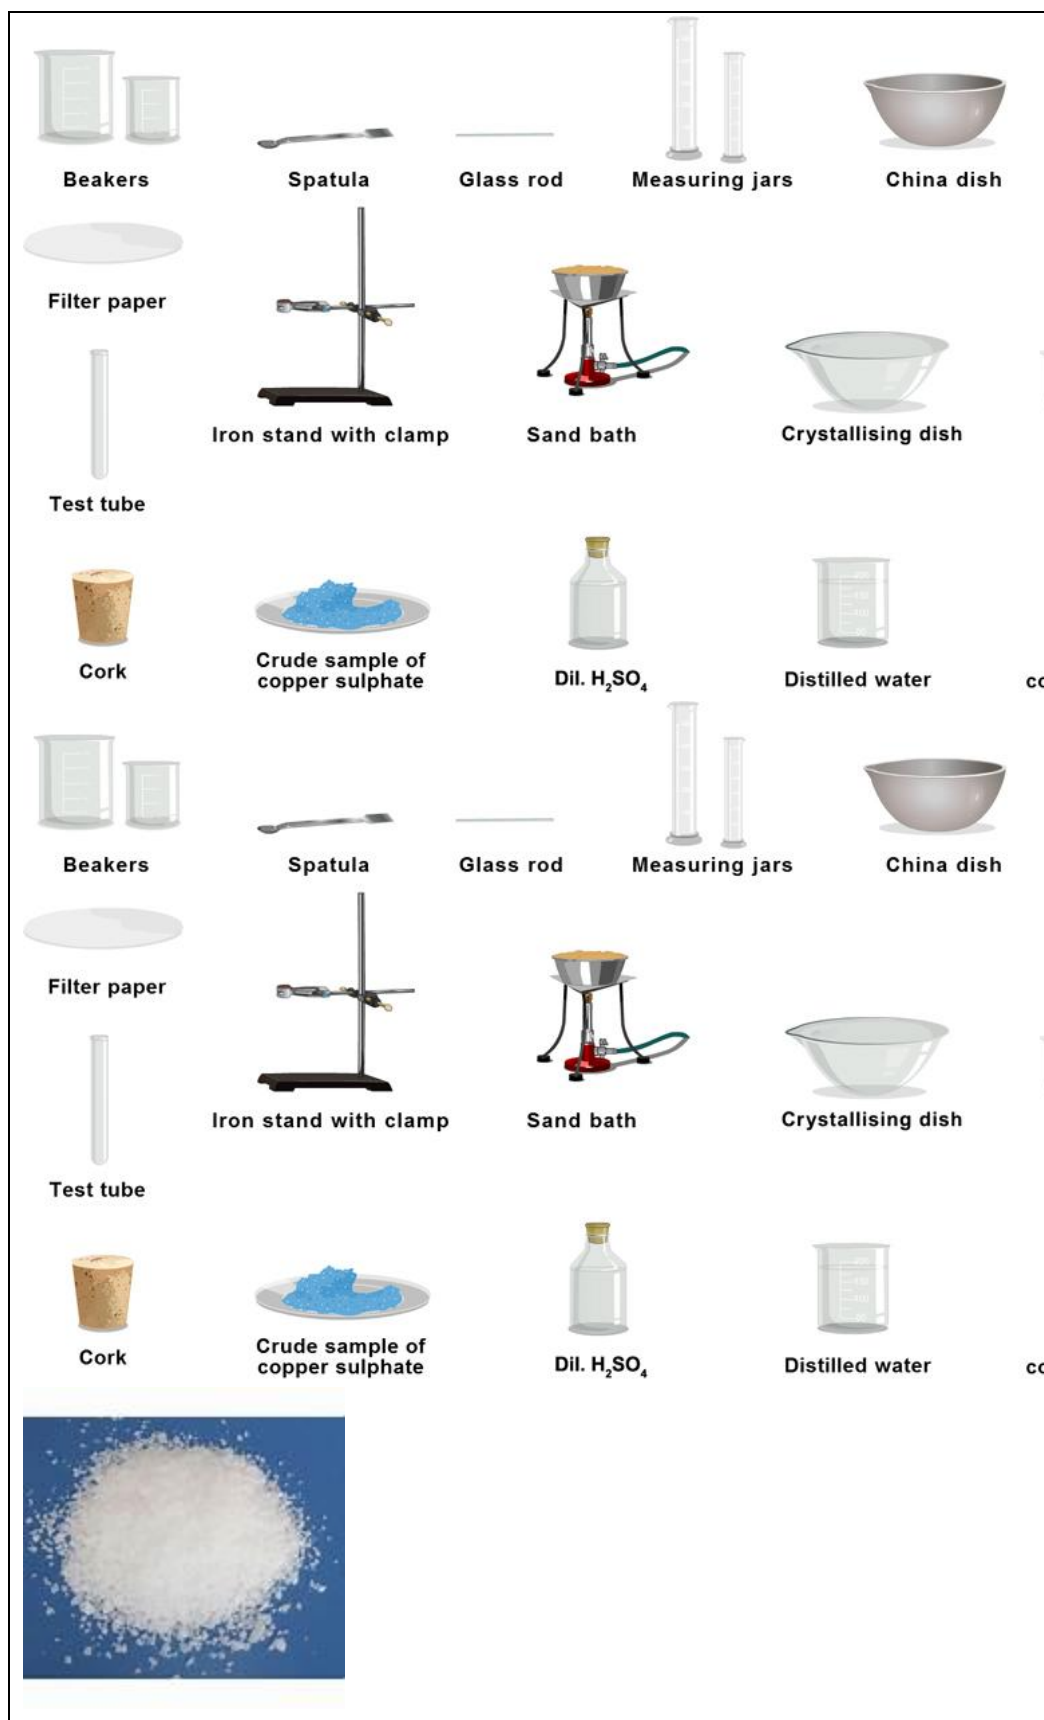 Beakers
Spatula
Glass rod
Measuring jars
China dish
Filter paper
Iron stand with clamp
Sand bath
Crystallising dish
Test tube
Cork
Crude sample of
copper sulphate
Dil. H₂SO₄
Distilled water
co
Beakers
Spatula
Glass rod
Measuring jars
China dish
Filter paper
Iron stand with clamp
Sand bath
Crystallising dish
Test tube
Cork
Crude sample of
copper sulphate
Dil. H₂SO₄
Distilled water
co